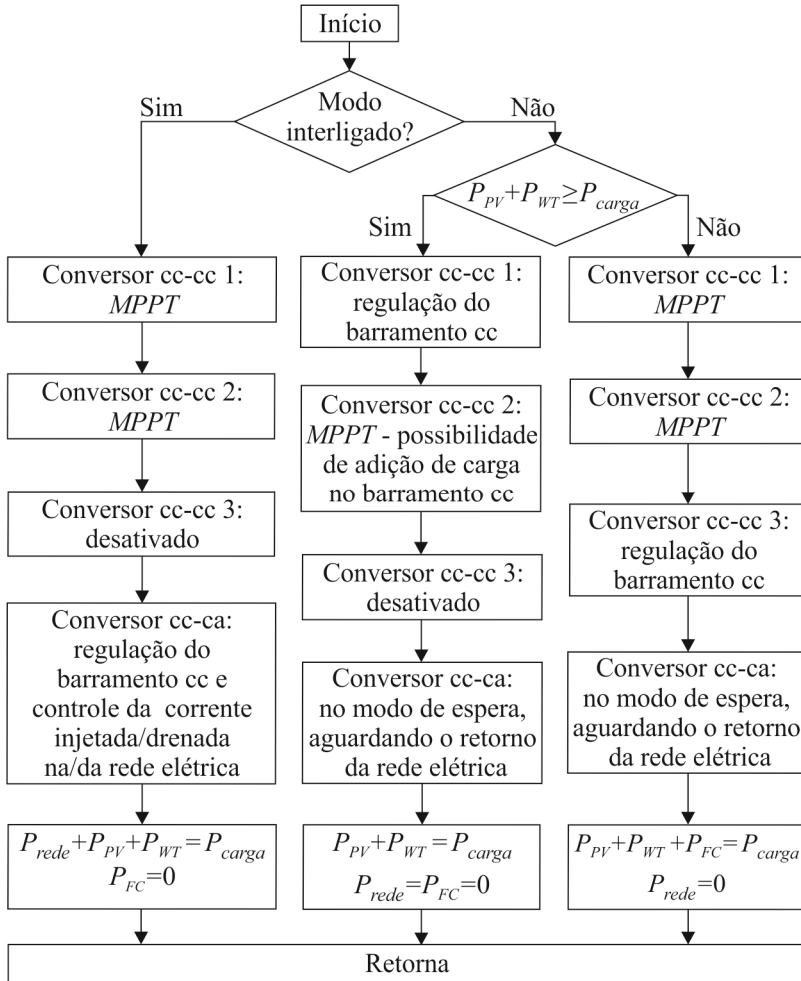 Início
Modo
interligado?
Sim
Não
P_PV+P_WT≥P_carga
Sim
Não
Conversor cc-cc 1:
MPPT
Conversor cc-cc 2:
MPPT
Conversor cc-cc 3:
desativado
Conversor cc-ca:
regulação do
barramento cc e
controle da corrente
injetada/drenada
na/da rede elétrica
P_rede+P_PV+P_WT=P_carga
P_FC=0
Conversor cc-cc 1:
regulação do
barramento cc
Conversor cc-cc 2:
MPPT - possibilidade
de adição de carga
no barramento cc
Conversor cc-cc 3:
desativado
Conversor cc-ca:
no modo de espera,
aguardando o retorno
da rede elétrica
P_PV+P_WT=P_carga
P_rede=P_FC=0
Conversor cc-cc 1:
MPPT
Conversor cc-cc 2:
MPPT
Conversor cc-cc 3:
regulação do
barramento cc
Conversor cc-ca:
no modo de espera,
aguardando o retorno
da rede elétrica
P_PV+P_WT+P_FC=P_carga
P_rede=0
Retorna